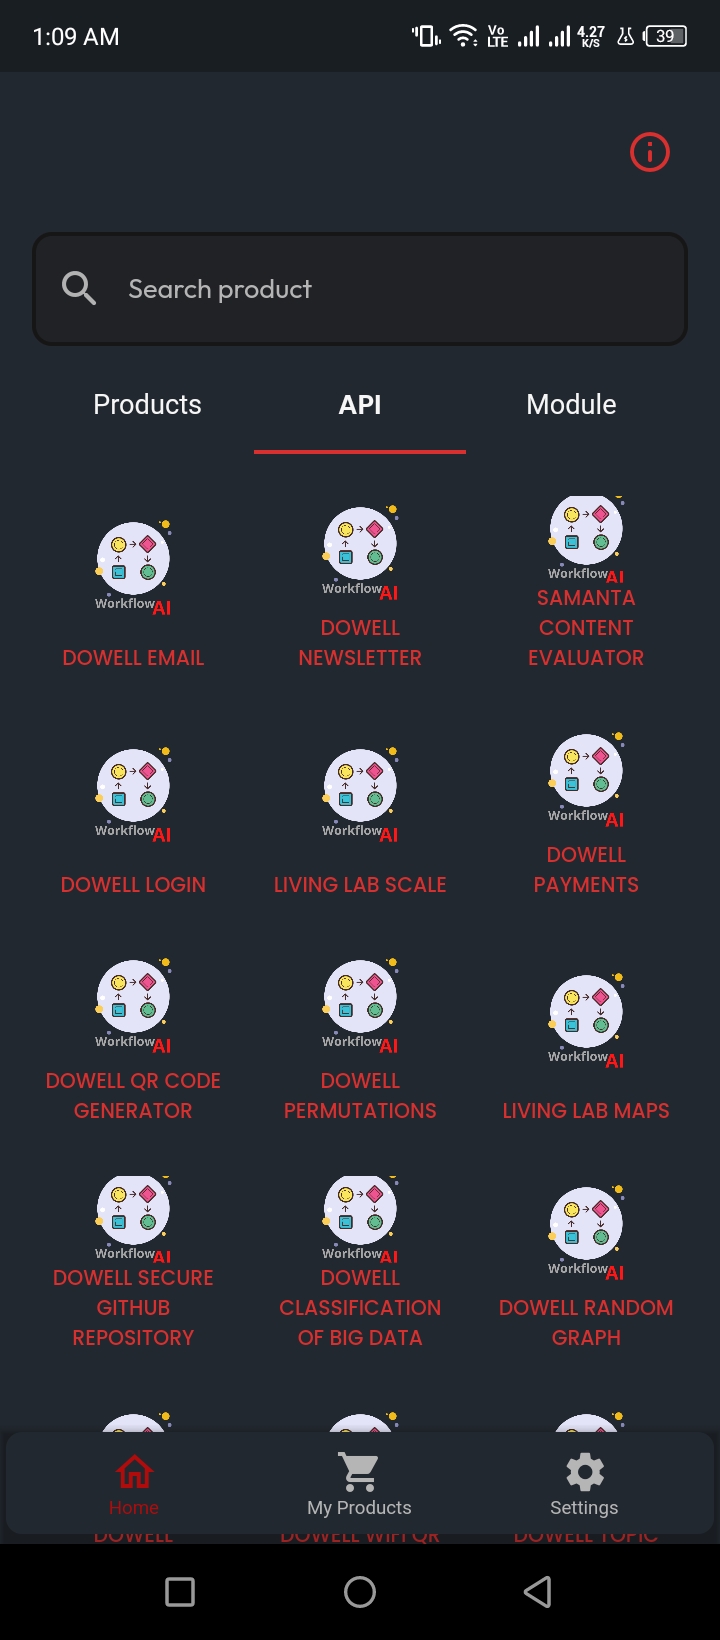 1:09 AM
Vo LTE
4.27 K/S
39
Search product
Products API Module
WorkflowAI WorkflowAI WorkflowAI
DOWELL EMAIL
DOWELL
NEWSLETTER
SAMANTA
CONTENT
EVALUATOR
WorkflowAI WorkflowAI WorkflowAI
DOWELL LOGIN
LIVING LAB SCALE
DOWELL
PAYMENTS
WorkflowAI WorkflowAI WorkflowAI
DOWELL QR CODE
GENERATOR
DOWELL
PERMUTATIONS
LIVING LAB MAPS
WorkflowAI WorkflowAI WorkflowAI
DOWELL SECURE
GITHUB
REPOSITORY
DOWELL
CLASSIFICATION
OF BIG DATA
DOWELL RANDOM
GRAPH
Home My Products Settings
DOWELL DOWELL WIFI QR DOWELL TOPIC